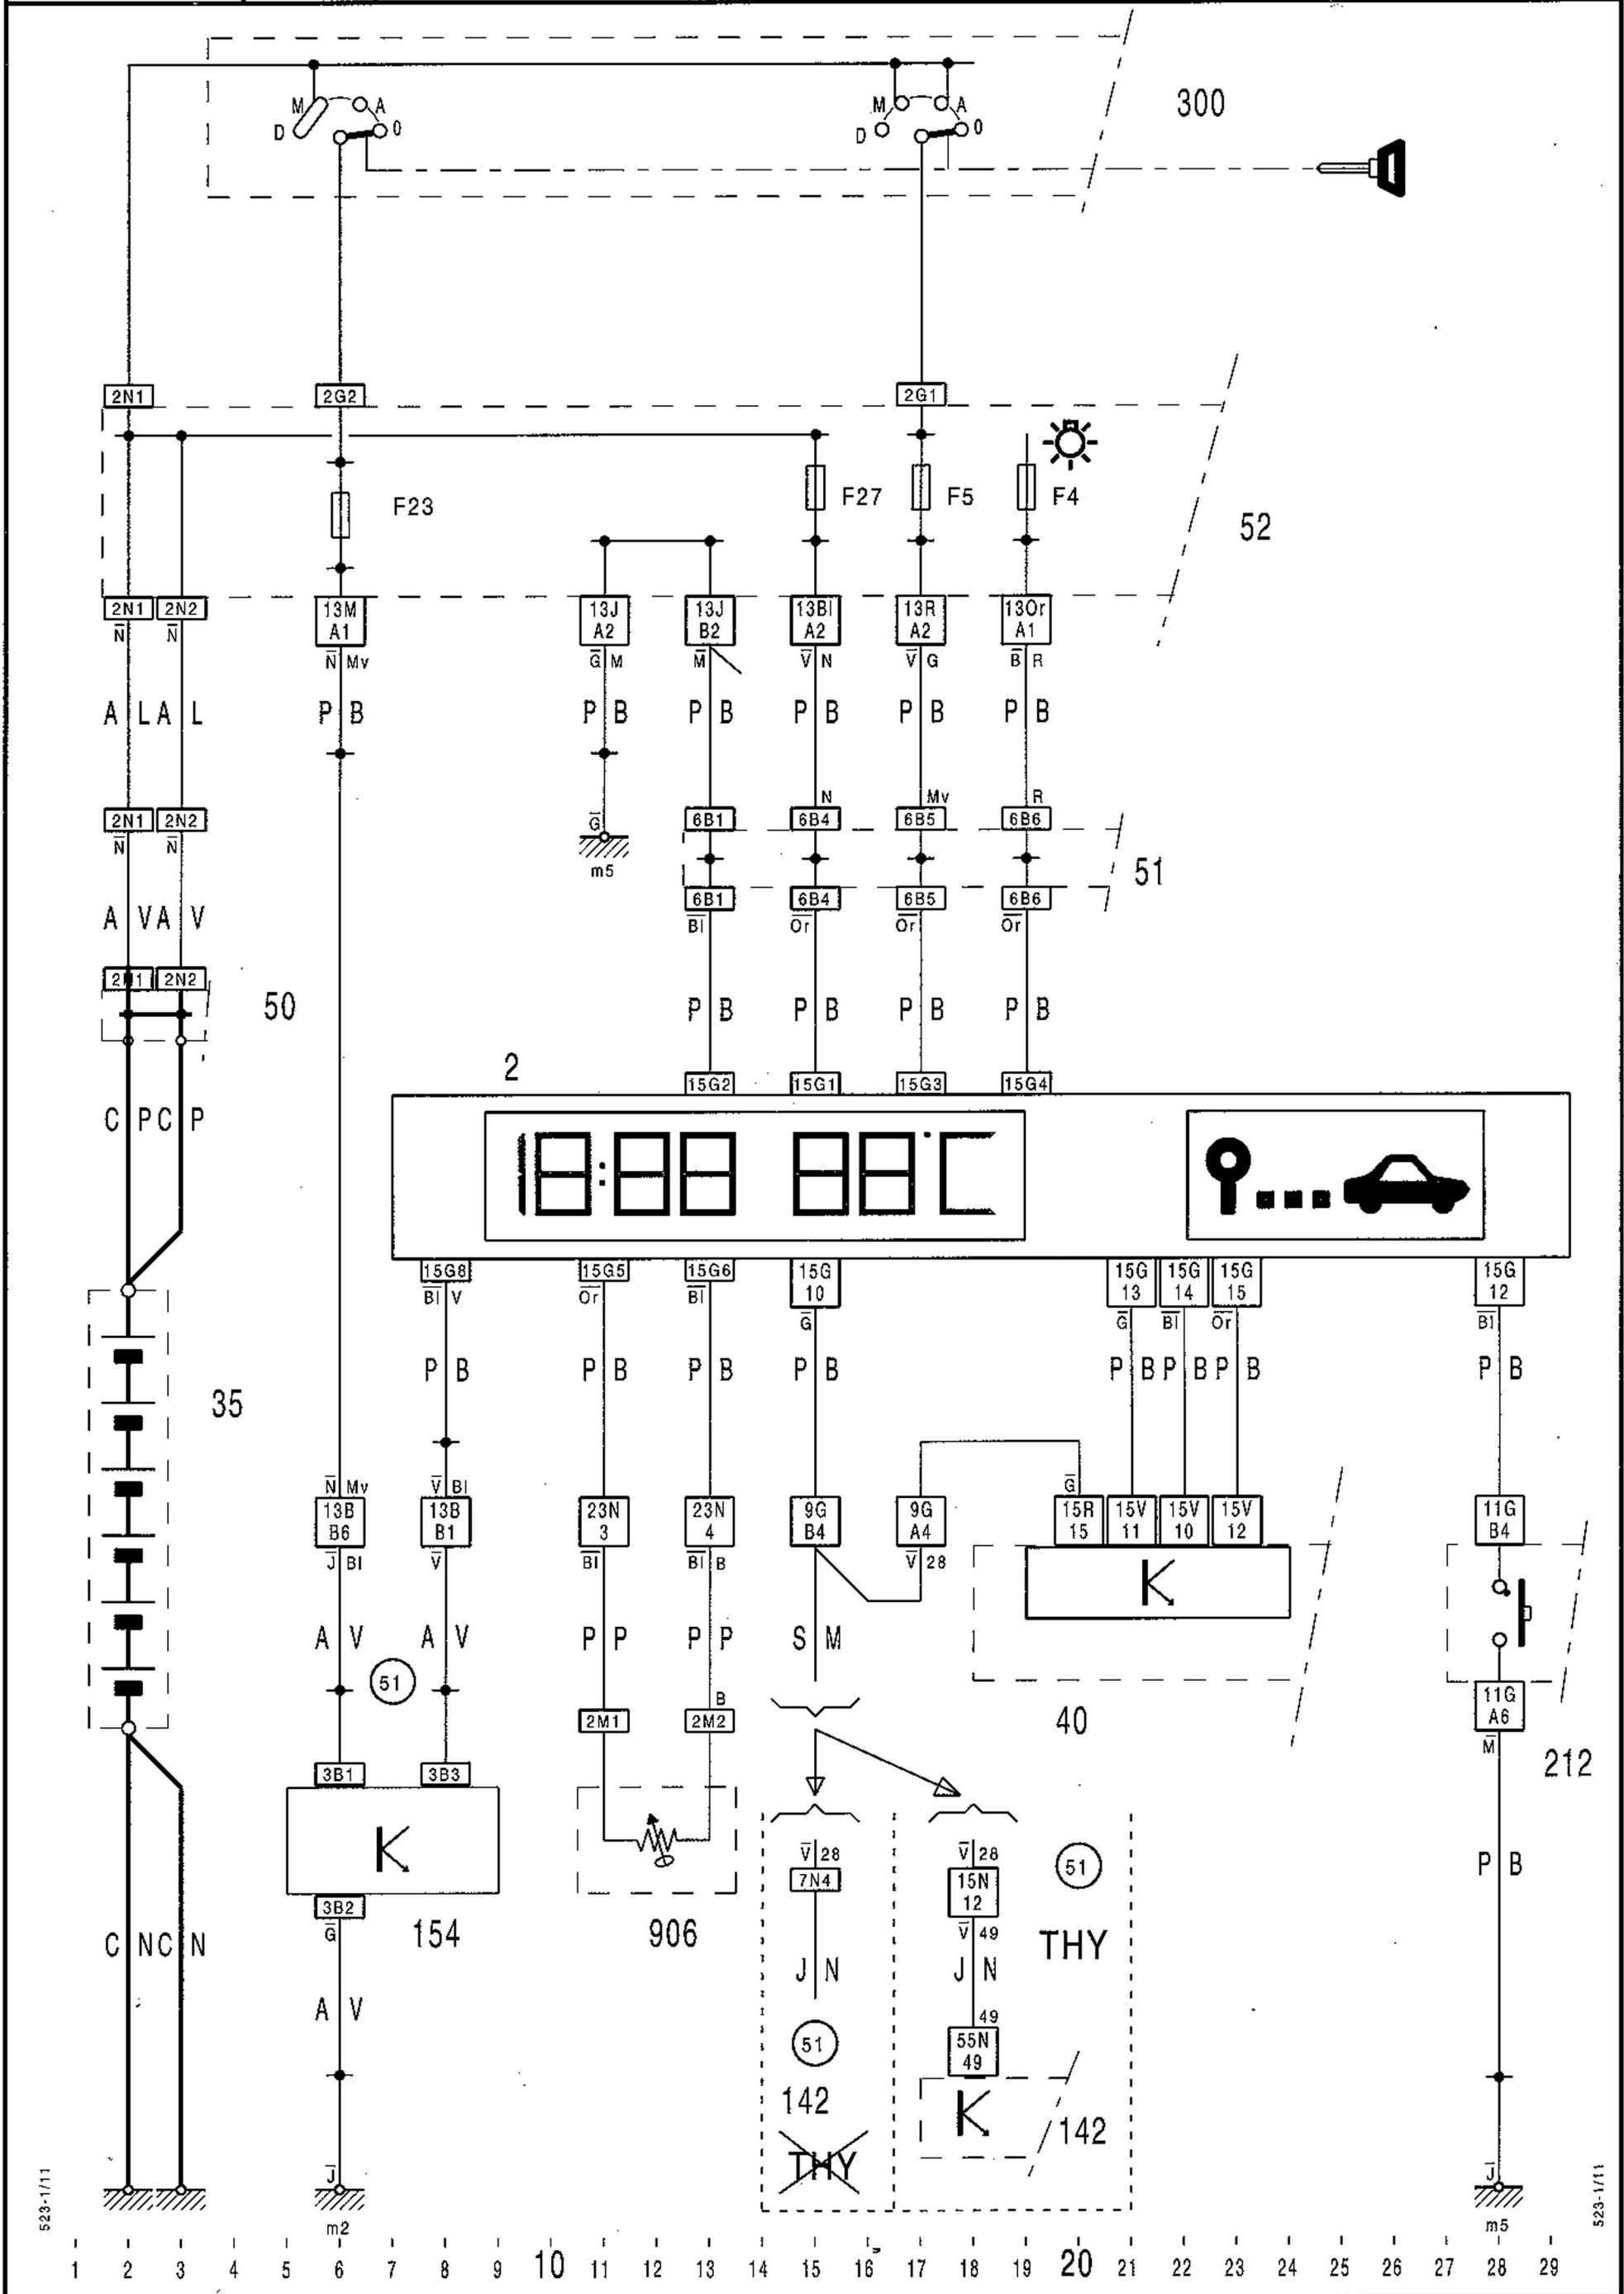 M A M A
D 0 D 0
300
2N1 2G2 2G1
F23 F27 F5 F4
52
2N1 2N2 13M A1 13J A2 13J B2 13Bl A2 13R A2 13Or A1
N N N Mv G M M V N V G B R
A L A L P B P B P B P B P B P B
N Mv R
2N1 2N2 6B1 6B4 6B5 6B6
N N G
m5
51
6B1 6B4 6B5 6B6
Bl Or Or Or
A V A V
2N1 2N2
50
P B P B P B P B
2
15G2 15G1 15G3 15G4
C P C P
18:88 88°C
15G8 15G5 15G6 15G 10 15G 13 15G 14 15G 15 15G 12
Bl V Or Bl G G Bl Or Bl
P B P B P B P B P B P B P B P B
35
N Mv V Bl G
13B B6 13B B1 23N 3 23N 4 9G B4 9G A4 15R 15 15V 11 15V 10 15V 12 11G B4
J Bl V Bl Bl B V 28
K
A V A V P P P P S M
51
B
2M1 2M2
40
11G A6
M
212
3B1 3B3
K
3B2
G
154
906
V 28 V 28
7N4 15N 12
51
V 49
THY
C N C N
J N J N
P B
A V
49
51
55N 49
142
K
142
THY
J J
m2 m5
523-1/11
523-1/11
1 2 3 4 5 6 7 8 9 10 11 12 13 14 15 16 17 18 19 20 21 22 23 24 25 26 27 28 29